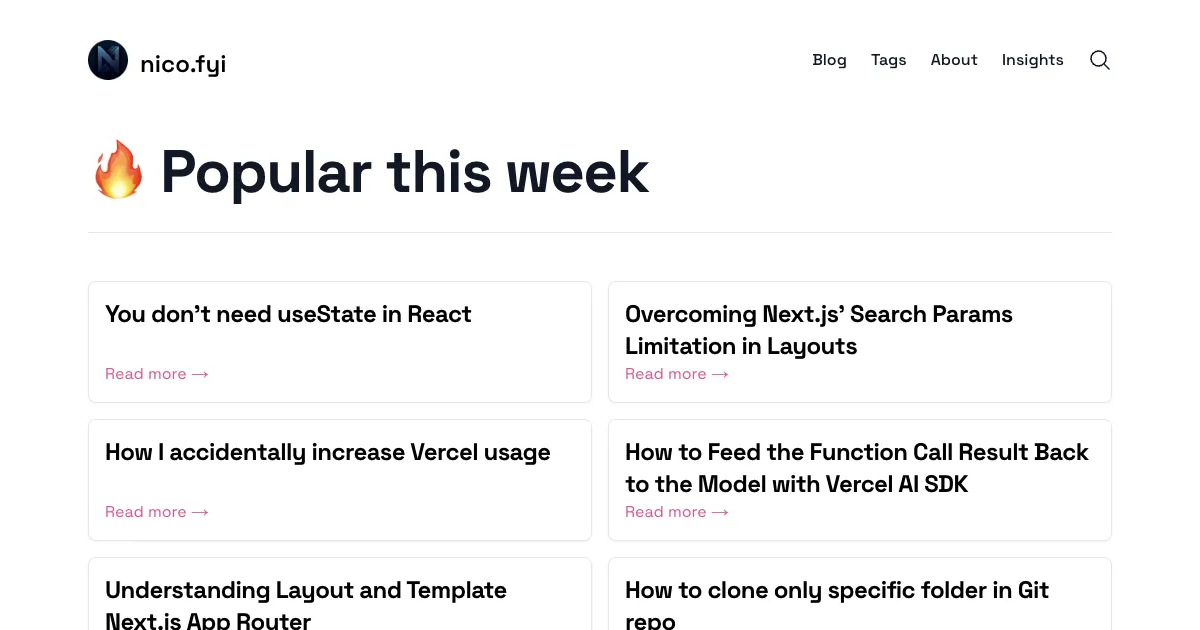 nico.fyi
Blog Tags About Insights
🔥 Popular this week
You don’t need useState in React
Read more →
Overcoming Next.js’ Search Params
Limitation in Layouts
Read more →
How I accidentally increase Vercel usage
Read more →
How to Feed the Function Call Result Back
to the Model with Vercel AI SDK
Read more →
Understanding Layout and Template
Next.js App Router
How to clone only specific folder in Git
repo